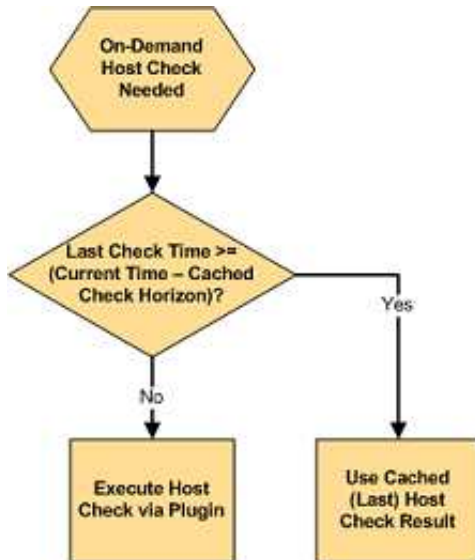 On-Demand
Host Check
Needed
Last Check Time >=
(Current Time – Cached
Check Horizon)?
Yes
No
Execute Host
Check via Plugin
Use Cached
(Last) Host
Check Result